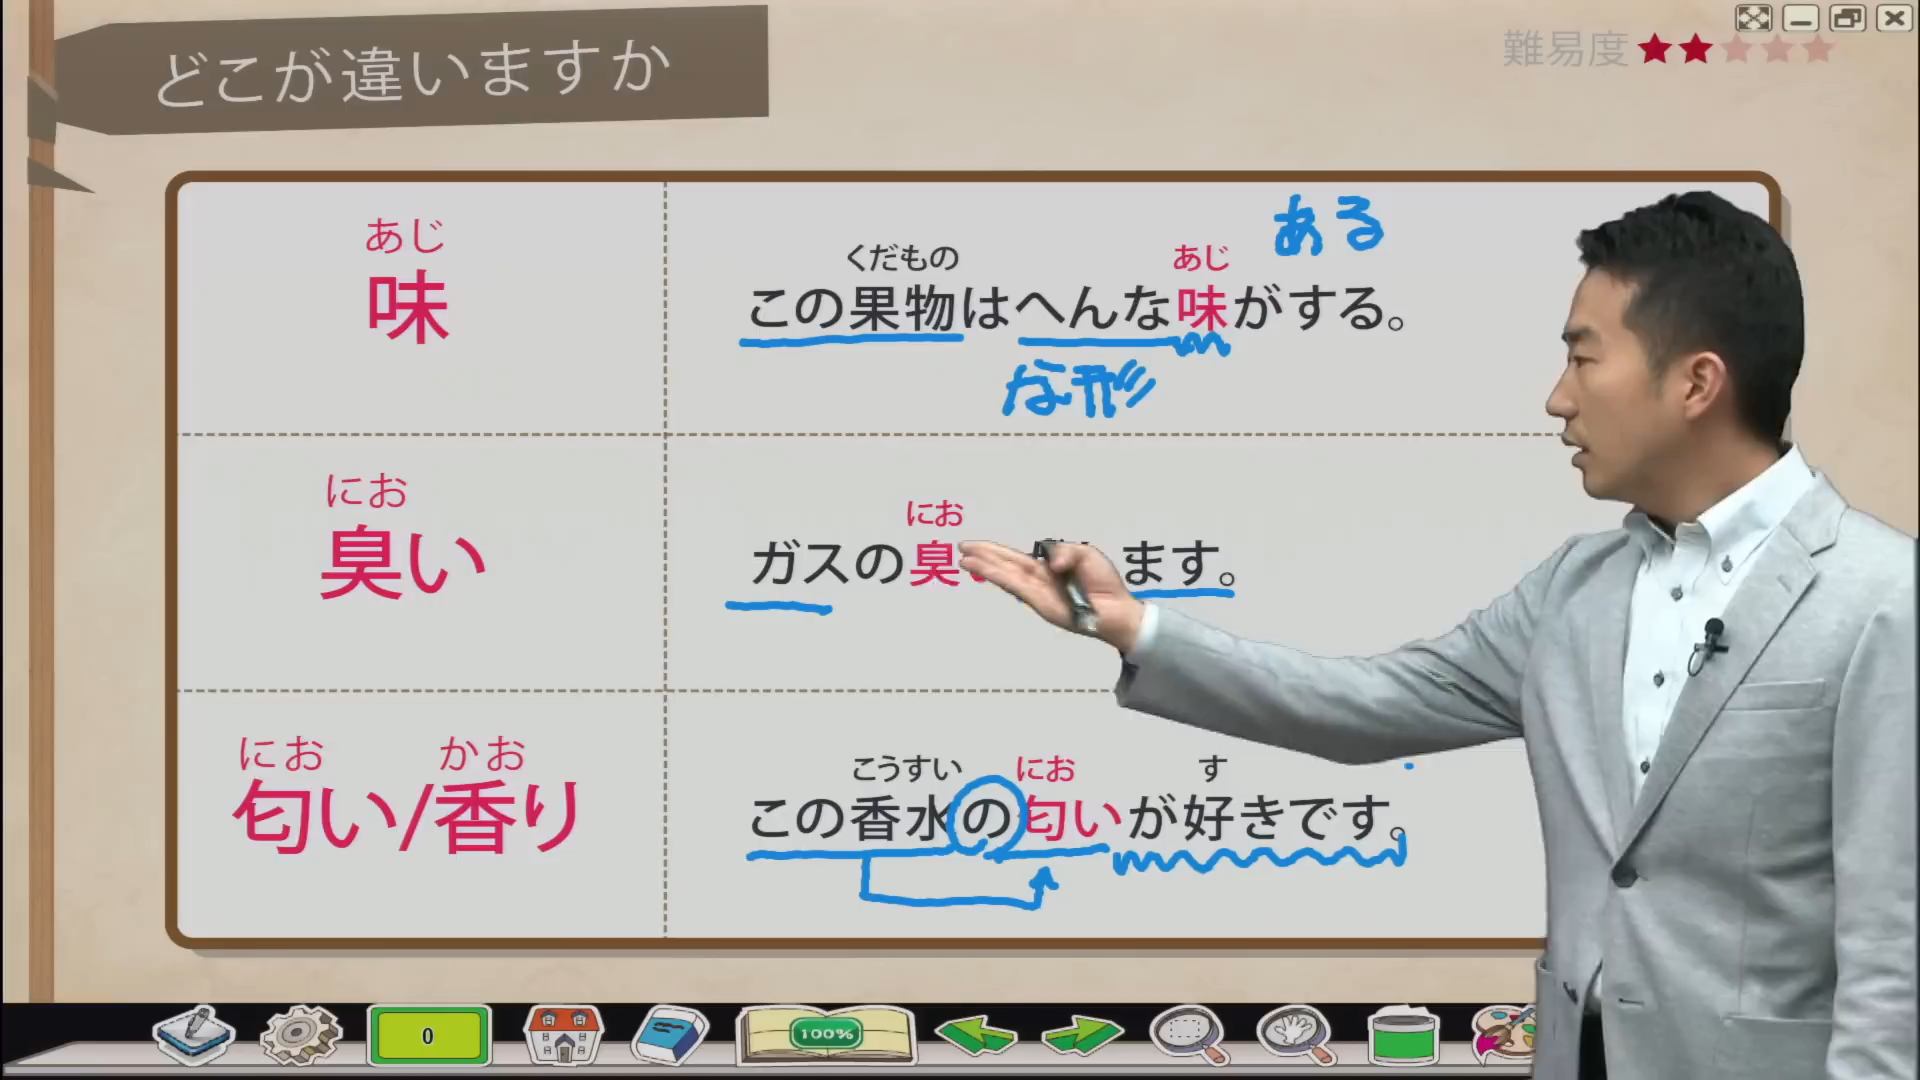 どこが違いますか
難易度
あじ
味
ある
くだもの あじ
この果物はへんな味がする。
な形
にお
臭い
にお
ガスの臭 ます。
にお かお
匂い/香り
こうすい にお す
この香水の匂いが好きです。
0
100%